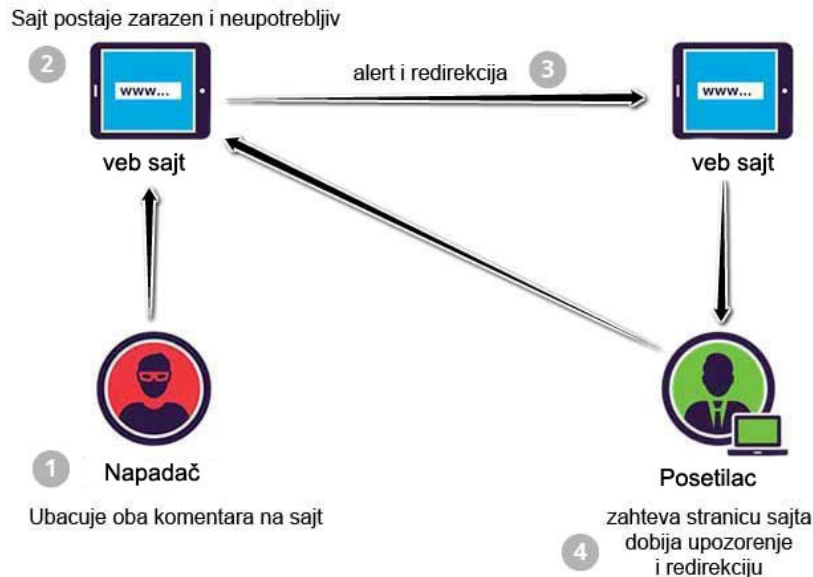 Sajt postaje zarazen i neupotrebljiv
2
www...
veb sajt
alert i redirekcija
3
www...
veb sajt
1
Napadač
Ubacuje oba komentara na sajt
Posetilac
4
zahteva stranicu sajta
dobija upozorenje
i redirekciju